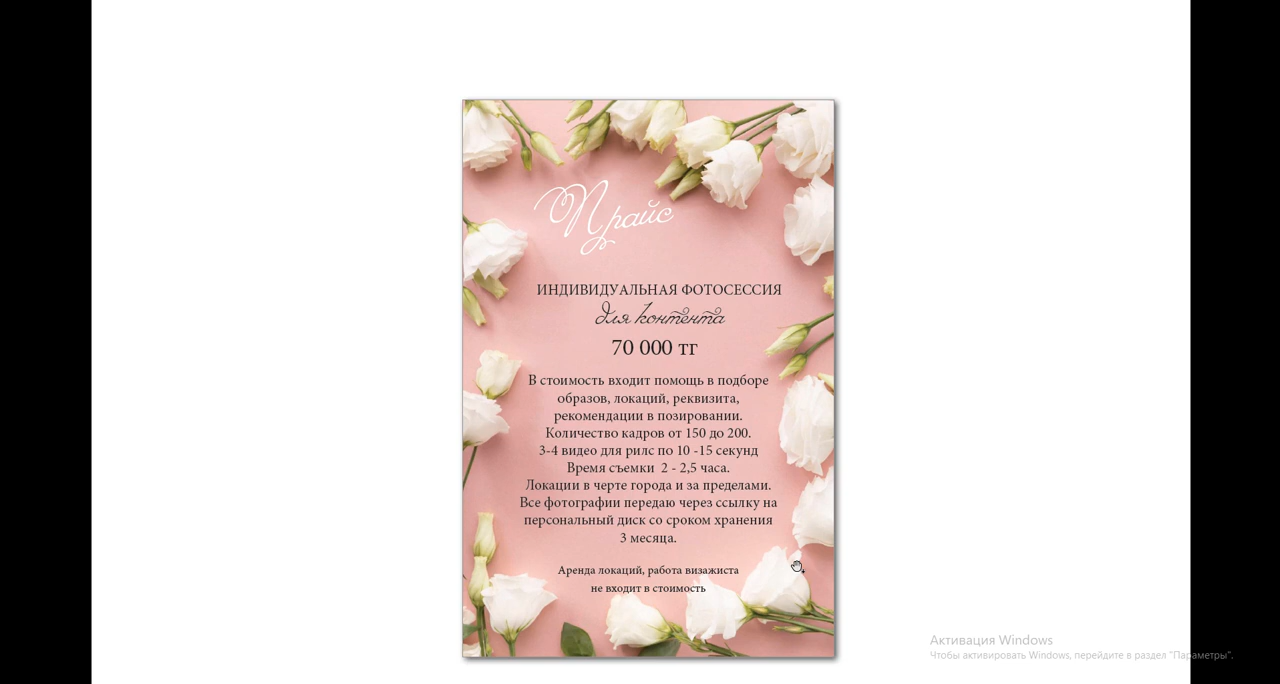 Прайс
ИНДИВИДУАЛЬНАЯ ФОТОСЕССИЯ
для контента
70 000 тг
В стоимость входит помощь в подборе
образов, локаций, реквизита,
рекомендации в позировании.
Количество кадров от 150 до 200.
3-4 видео для рилс по 10 -15 секунд
Время съемки 2 - 2,5 часа.
Локации в черте города и за пределами.
Все фотографии передаю через ссылку на
персональный диск со сроком хранения
3 месяца.
Аренда локаций, работа визажиста
не входит в стоимость
Активация Windows
Чтобы активировать Windows, перейдите в раздел "Параметры".